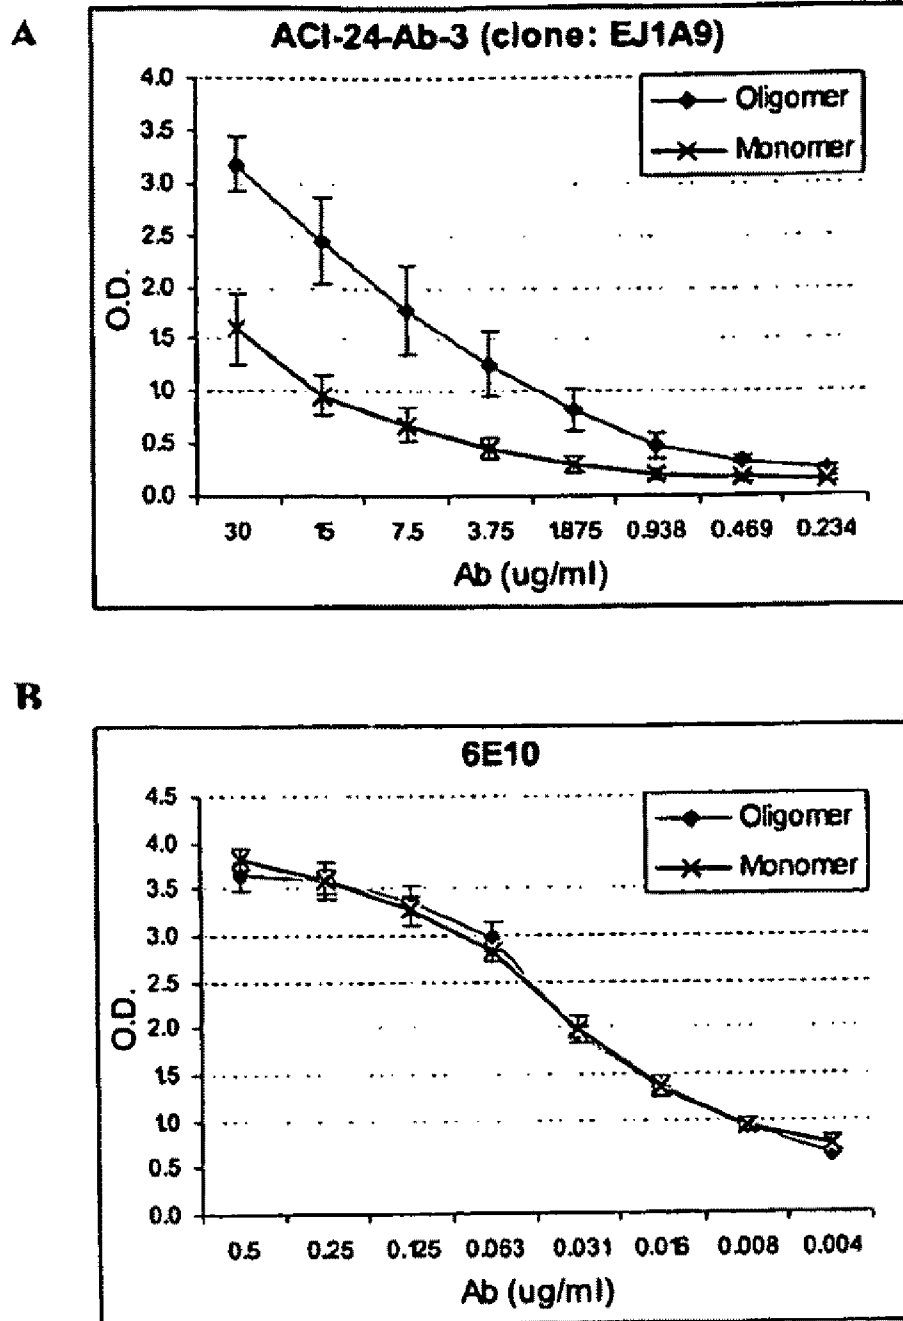 A
ACI-24-Ab-3 (clone: EJ1A9)
Oligomer
Monomer
4.0
3.5
3.0
2.5
2.0
1.5
1.0
0.5
0.0
O.D.
30 15 7.5 3.75 1.875 0.938 0.469 0.234
Ab (ug/ml)
B
6E10
Oligomer
Monomer
4.5
4.0
3.5
3.0
2.5
2.0
1.5
1.0
0.5
0.0
O.D.
0.5 0.25 0.125 0.063 0.031 0.016 0.008 0.004
Ab (ug/ml)